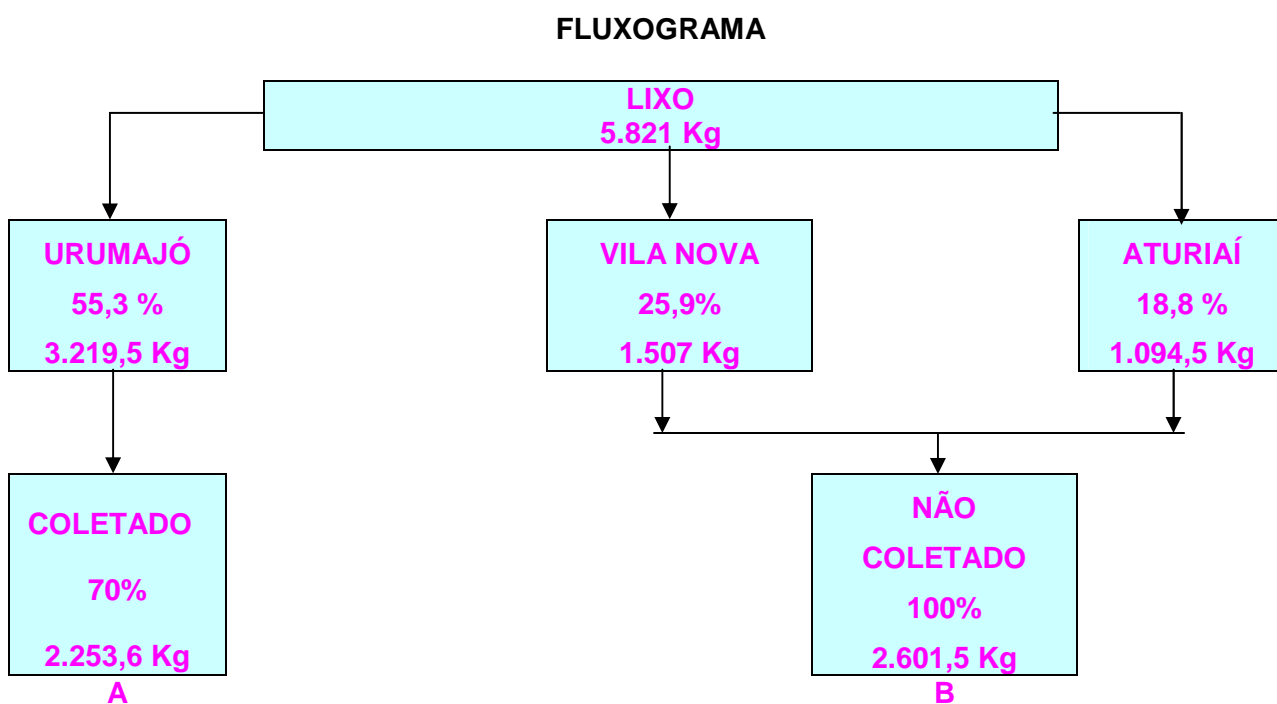 FLUXOGRAMA
LIXO
5.821 Kg
URUMAJÓ
55,3 %
3.219,5 Kg
VILA NOVA
25,9%
1.507 Kg
ATURIAÍ
18,8 %
1.094,5 Kg
COLETADO
70%
2.253,6 Kg
A
NÃO
COLETADO
100%
2.601,5 Kg
B